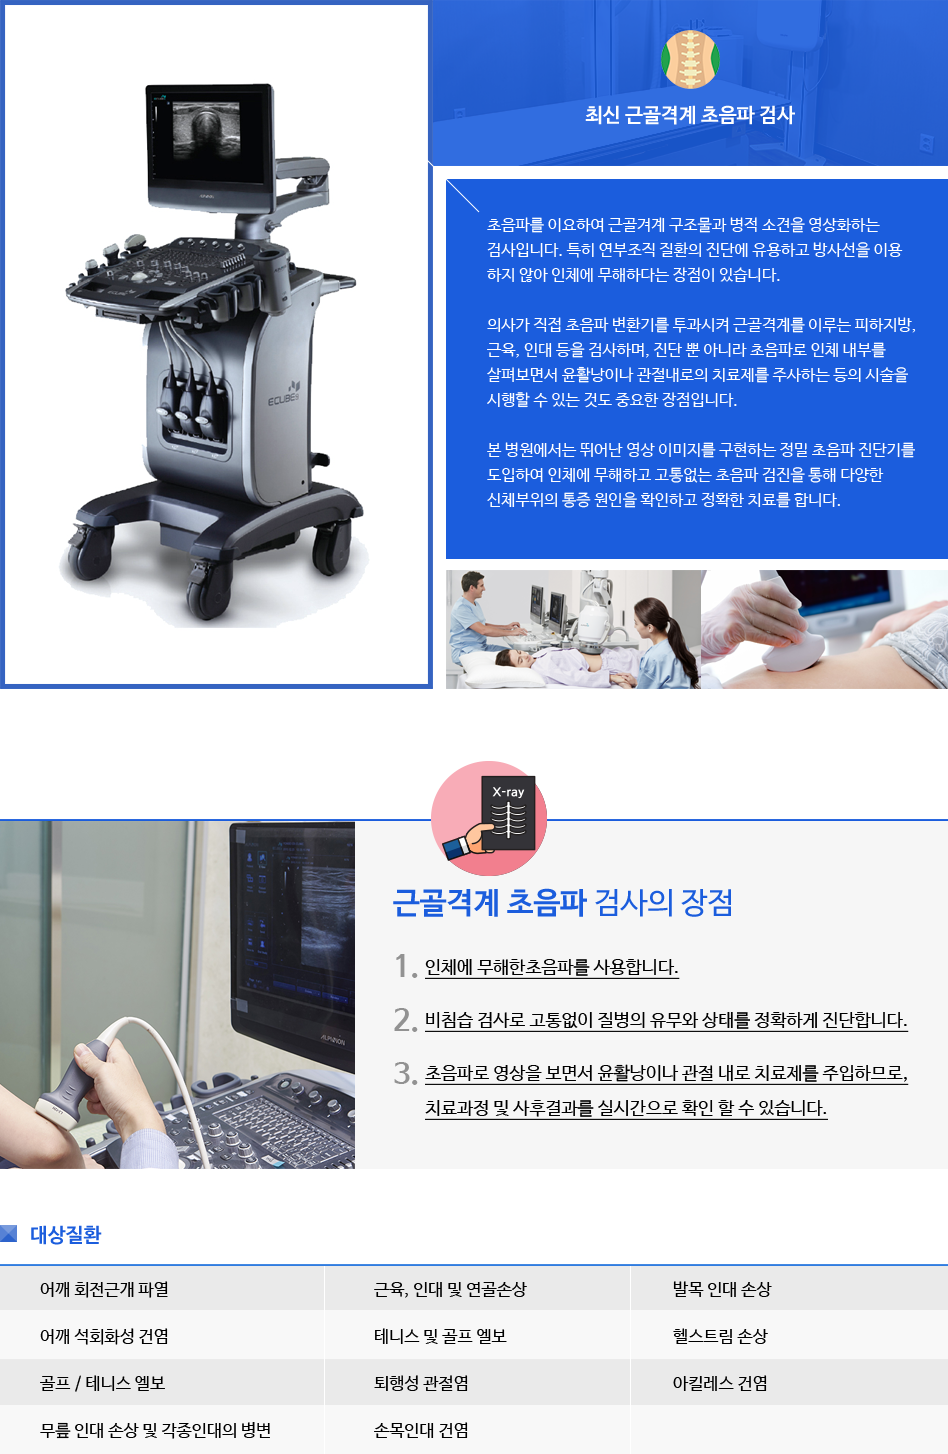 최신 근골격계 초음파 검사
초음파를 이요하여 근골겨게 구조물과 병적 소견을 영상화하는
검사입니다. 특히 연부조직 질환의 진단에 유용하고 방사선을 이용
하지 않아 인체에 무해하다는 장점이 있습니다.
의사가 직접 초음파 변환기를 투과시켜 근골격계를 이루는 피하지방,
근육, 인대 등을 검사하며, 진단 뿐 아니라 초음파로 인체 내부를
살펴보면서 윤활낭이나 관절내로의 치료제를 주사하는 등의 시술을
시행할 수 있는 것도 중요한 장점입니다.
본 병원에서는 뛰어난 영상 이미지를 구현하는 정밀 초음파 진단기를
도입하여 인체에 무해하고 고통없는 초음파 검진을 통해 다양한
신체부위의 통증 원인을 확인하고 정확한 치료를 합니다.
ECUBE
X-ray
근골격계 초음파 검사의 장점
1. 인체에 무해한초음파를 사용합니다.
2. 비침습 검사로 고통없이 질병의 유무와 상태를 정확하게 진단합니다.
3. 초음파로 영상을 보면서 윤활낭이나 관절 내로 치료제를 주입하므로,
치료과정 및 사후결과를 실시간으로 확인 할 수 있습니다.
ALPINION
대상질환
어깨 회전근개 파열 근육, 인대 및 연골손상 발목 인대 손상
어깨 석회화성 건염 테니스 및 골프 엘보 헬스트림 손상
골프 / 테니스 엘보 퇴행성 관절염 아킬레스 건염
무릎 인대 손상 및 각종인대의 병변 손목인대 건염